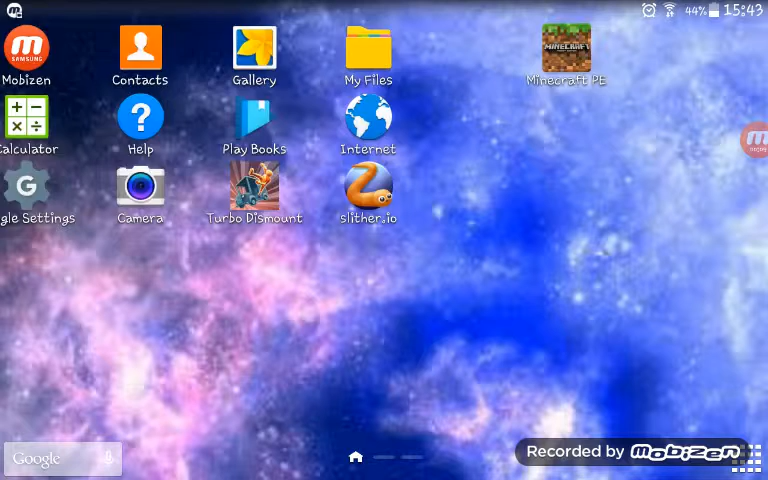 44% 15:43
m
SAMSUNG
MINECRAFT
Mobizen
Contacts
Gallery
My Files
Minecraft PE
Calculator
Help
Play Books
Internet
G
gle Settings
Camera
Turbo Dismount
slither.io
Google
Recorded by mobizen